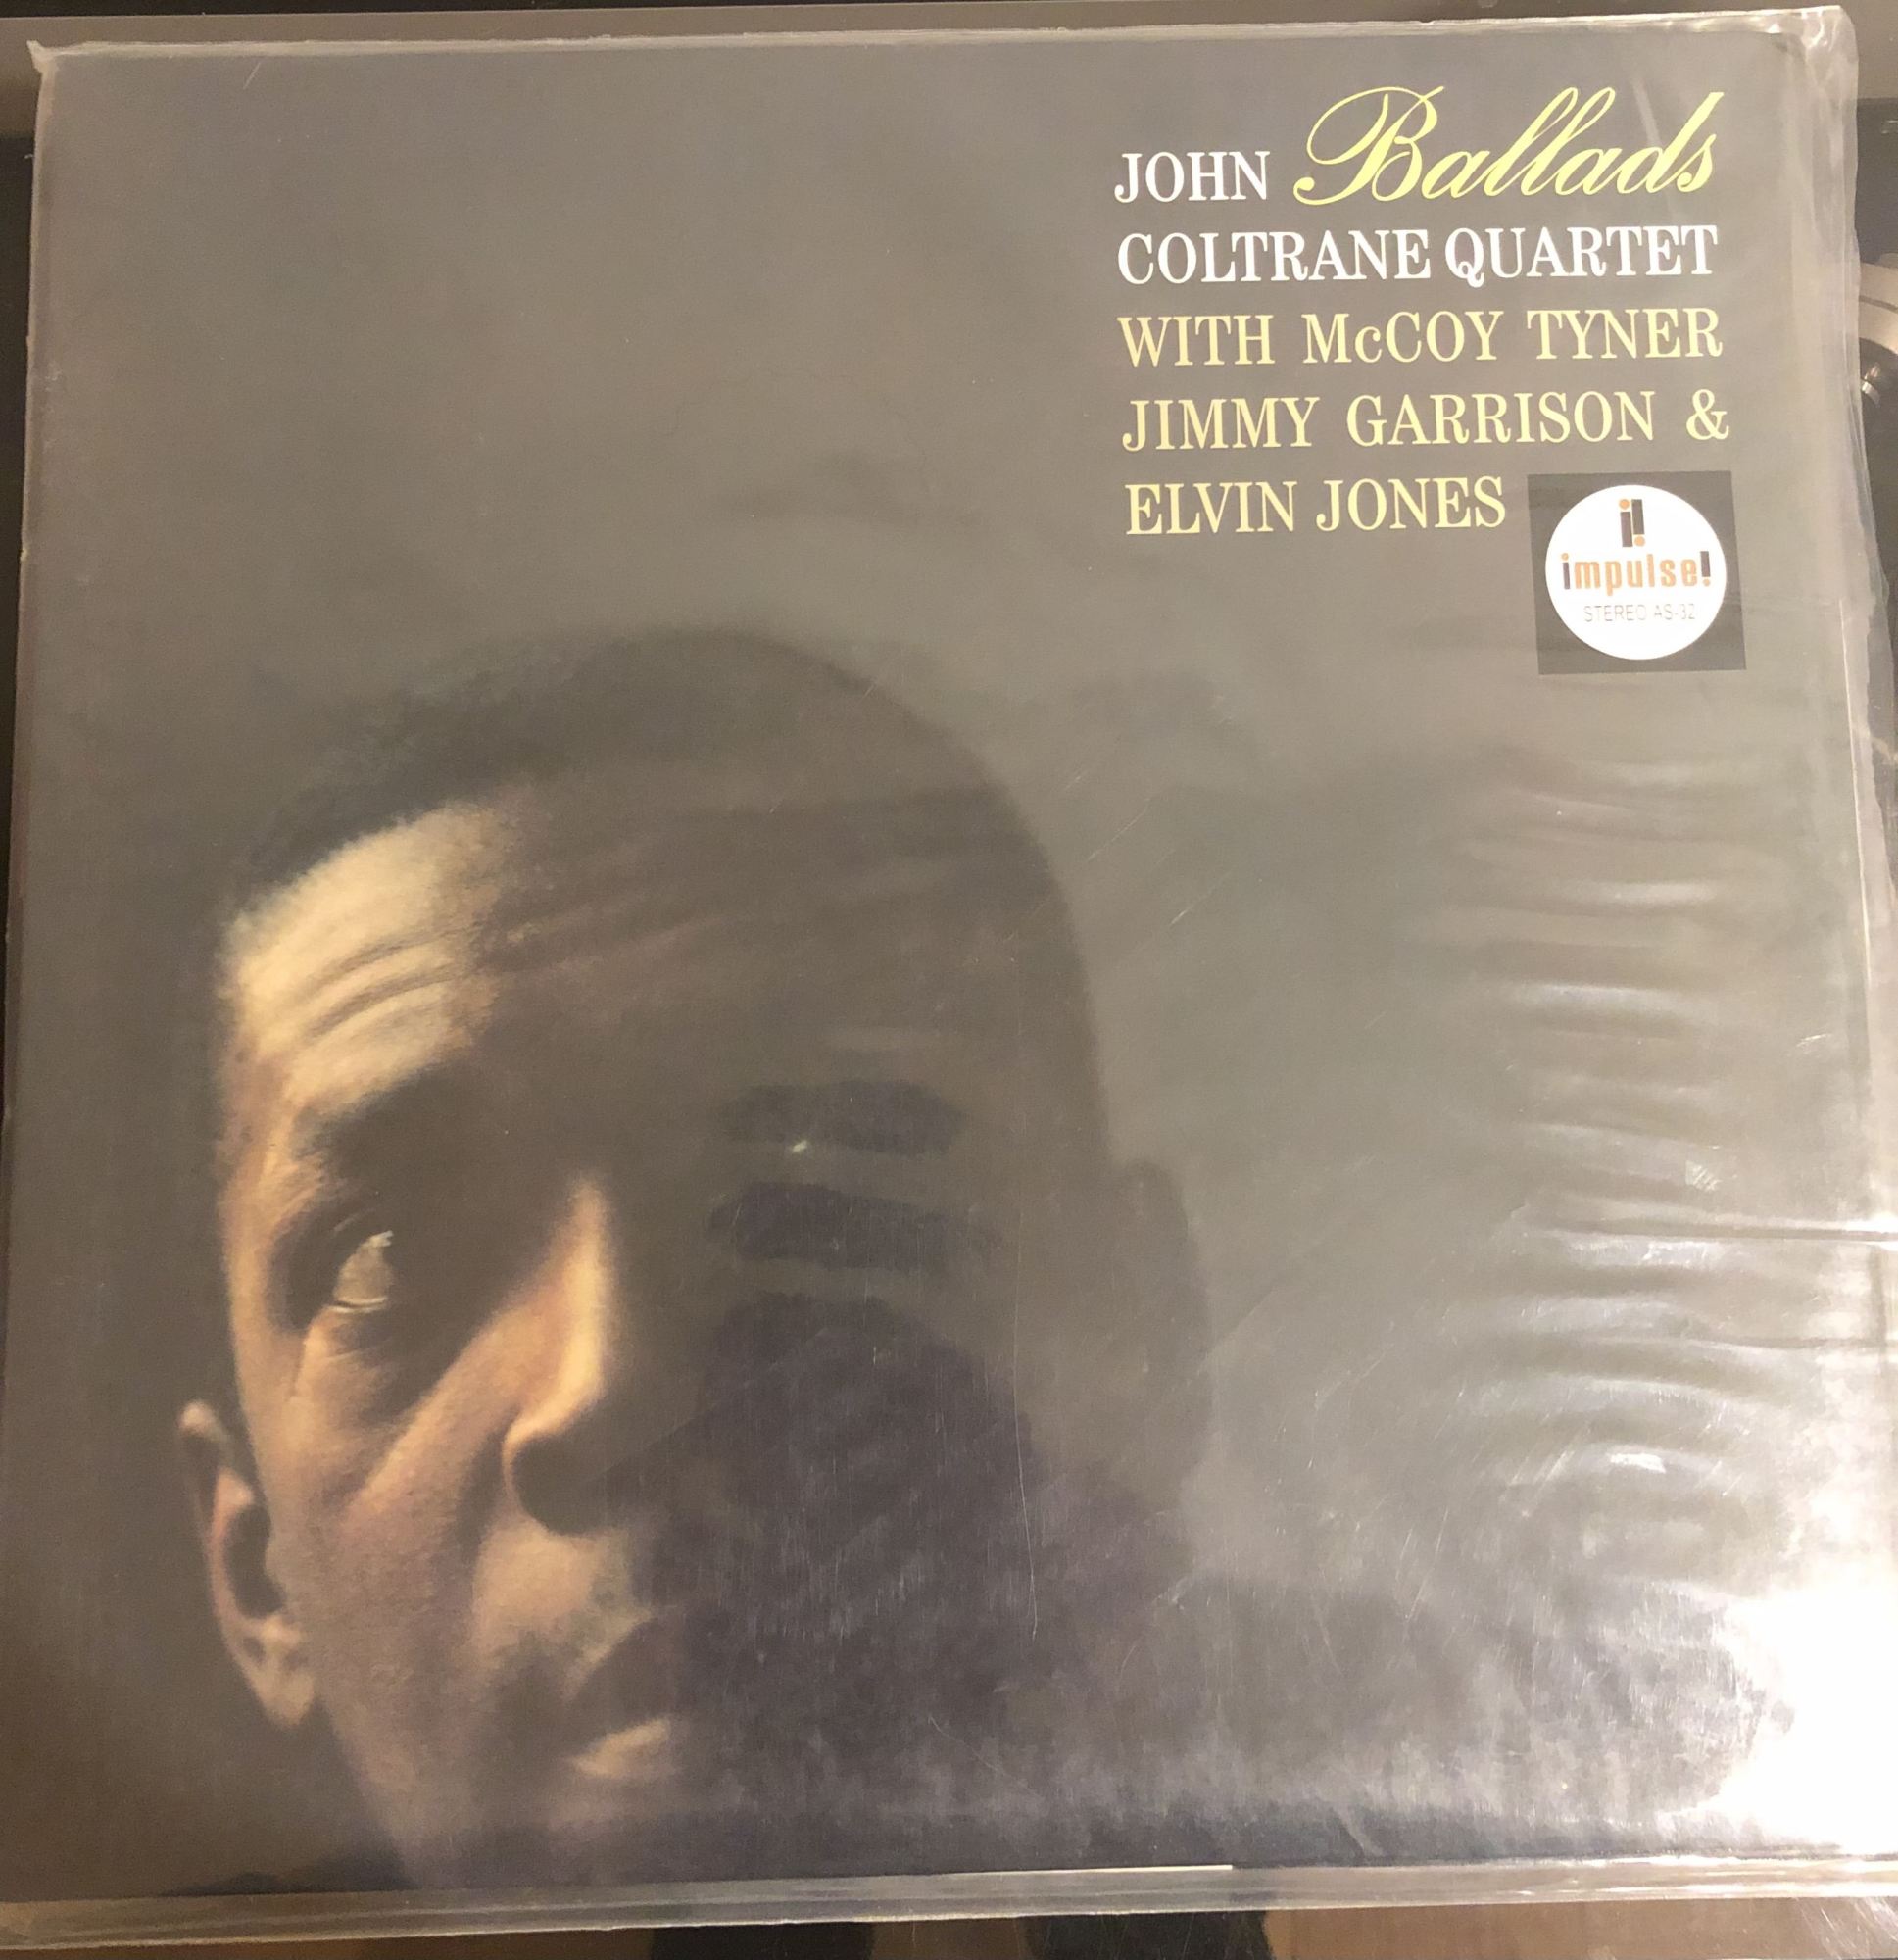 JOHN Ballads
COLTRANE QUARTET
WITH McCOY TYNER
JIMMY GARRISON &
ELVIN JONES
i!
impulse!
STEREO AS-32